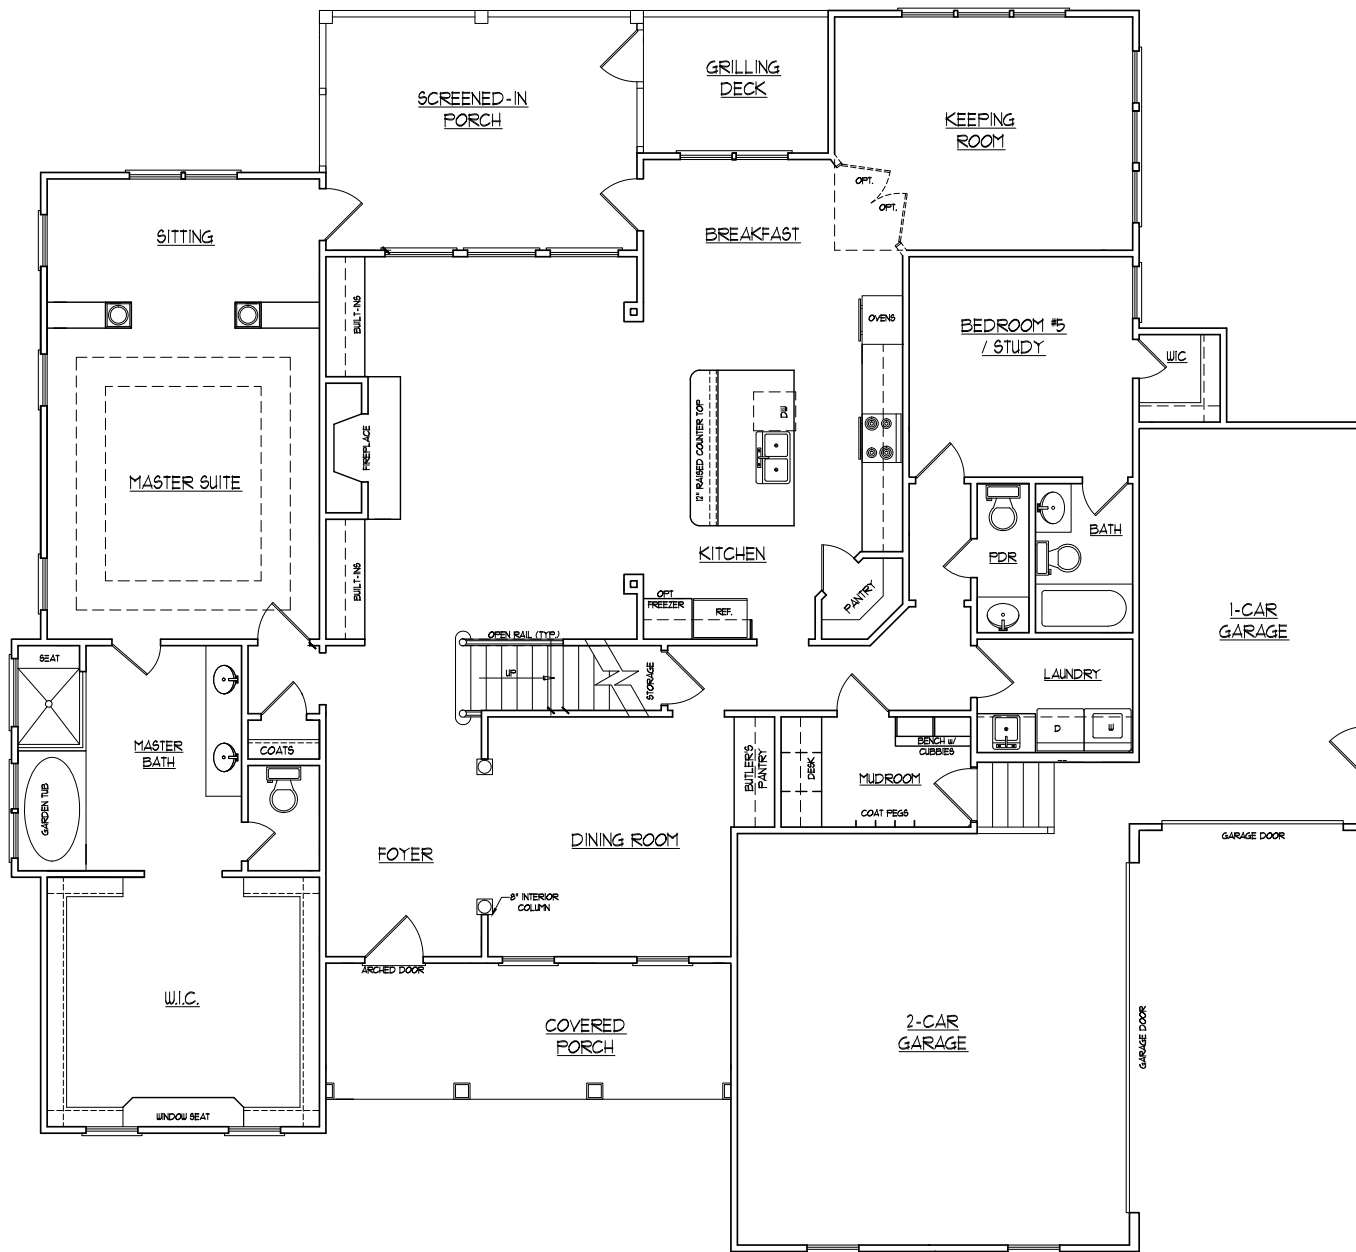 GRILLING
DECK
SCREENED-IN
PORCH
KEEPING
ROOM
OPT.
OPT.
SITTING
BREAKFAST
BUILT-INS
OVENS
BEDROOM #5
/ STUDY
WIC
DW
12" RAISED COUNTER TOP
FIREPLACE
MASTER SUITE
KITCHEN
BATH
PDR
BUILT-INS
PANTRY
OPT
FREEZER
REF.
1-CAR
GARAGE
OPEN RAIL (TYP.)
SEAT
UP
STORAGE
LAUNDRY
D
W
MASTER
BATH
COATS
BENCH W/
CUBBIES
BUTLER'S
PANTRY
DESK
MUDROOM
COAT PEGS
GARDEN TUB
GARAGE DOOR
DINING ROOM
FOYER
8" INTERIOR
COLUMN
ARCHED DOOR
W.I.C.
COVERED
PORCH
2-CAR
GARAGE
GARAGE DOOR
WINDOW SEAT